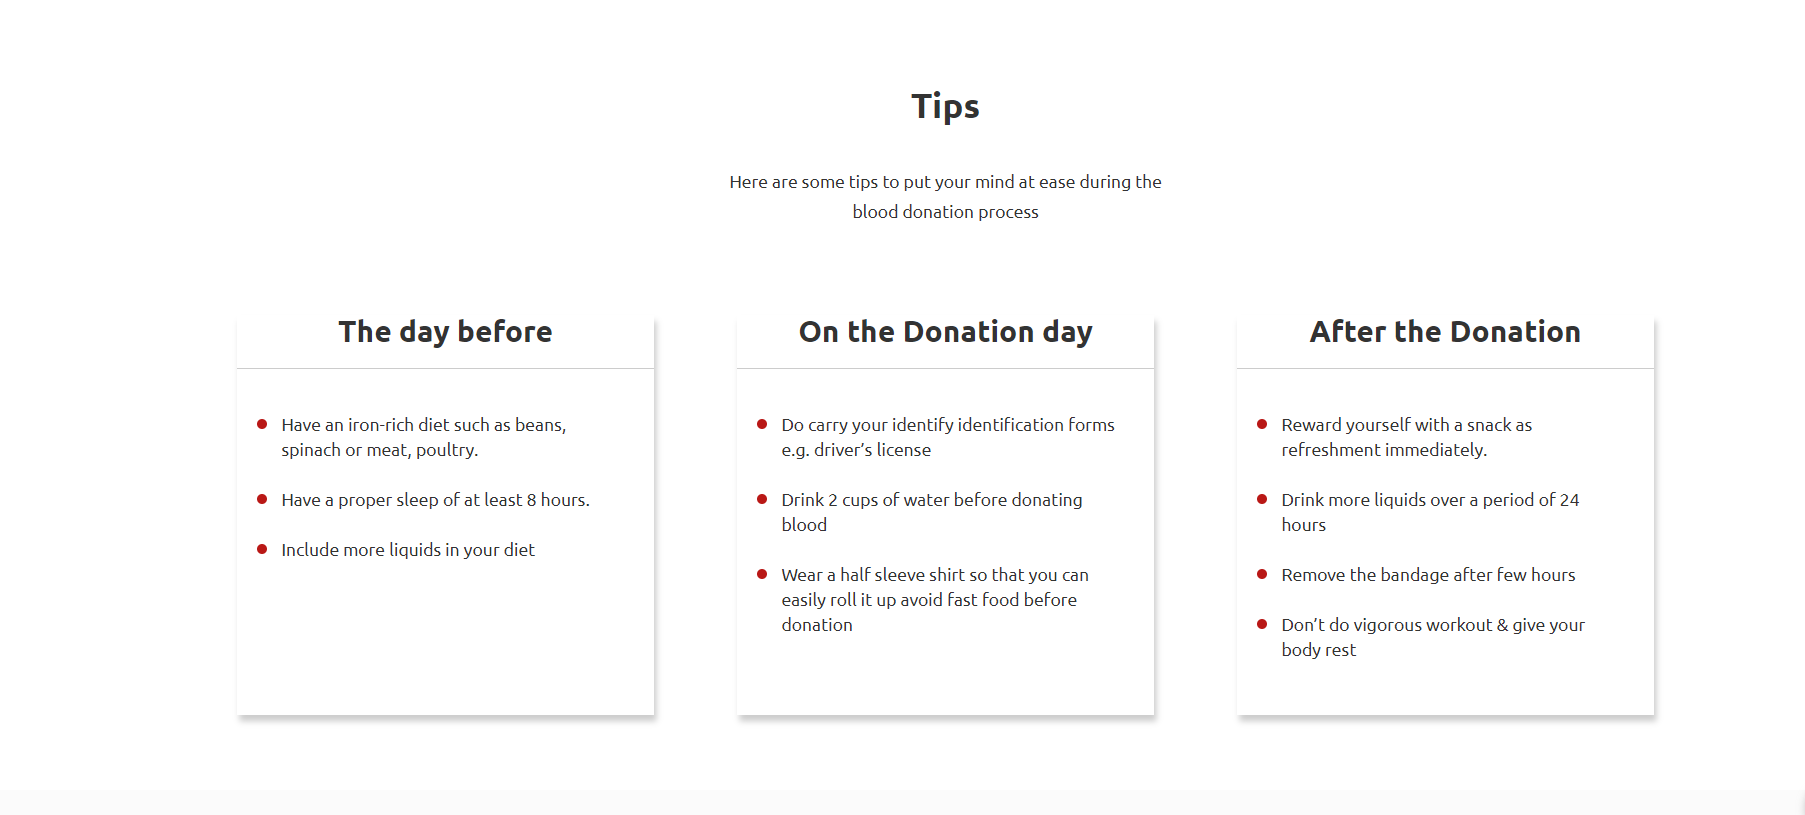 Tips
Here are some tips to put your mind at ease during the
blood donation process
The day before
Have an iron-rich diet such as beans,
spinach or meat, poultry.
Have a proper sleep of at least 8 hours.
Include more liquids in your diet
On the Donation day
Do carry your identify identification forms
e.g. driver’s license
Drink 2 cups of water before donating
blood
Wear a half sleeve shirt so that you can
easily roll it up avoid fast food before
donation
After the Donation
Reward yourself with a snack as
refreshment immediately.
Drink more liquids over a period of 24
hours
Remove the bandage after few hours
Don’t do vigorous workout & give your
body rest